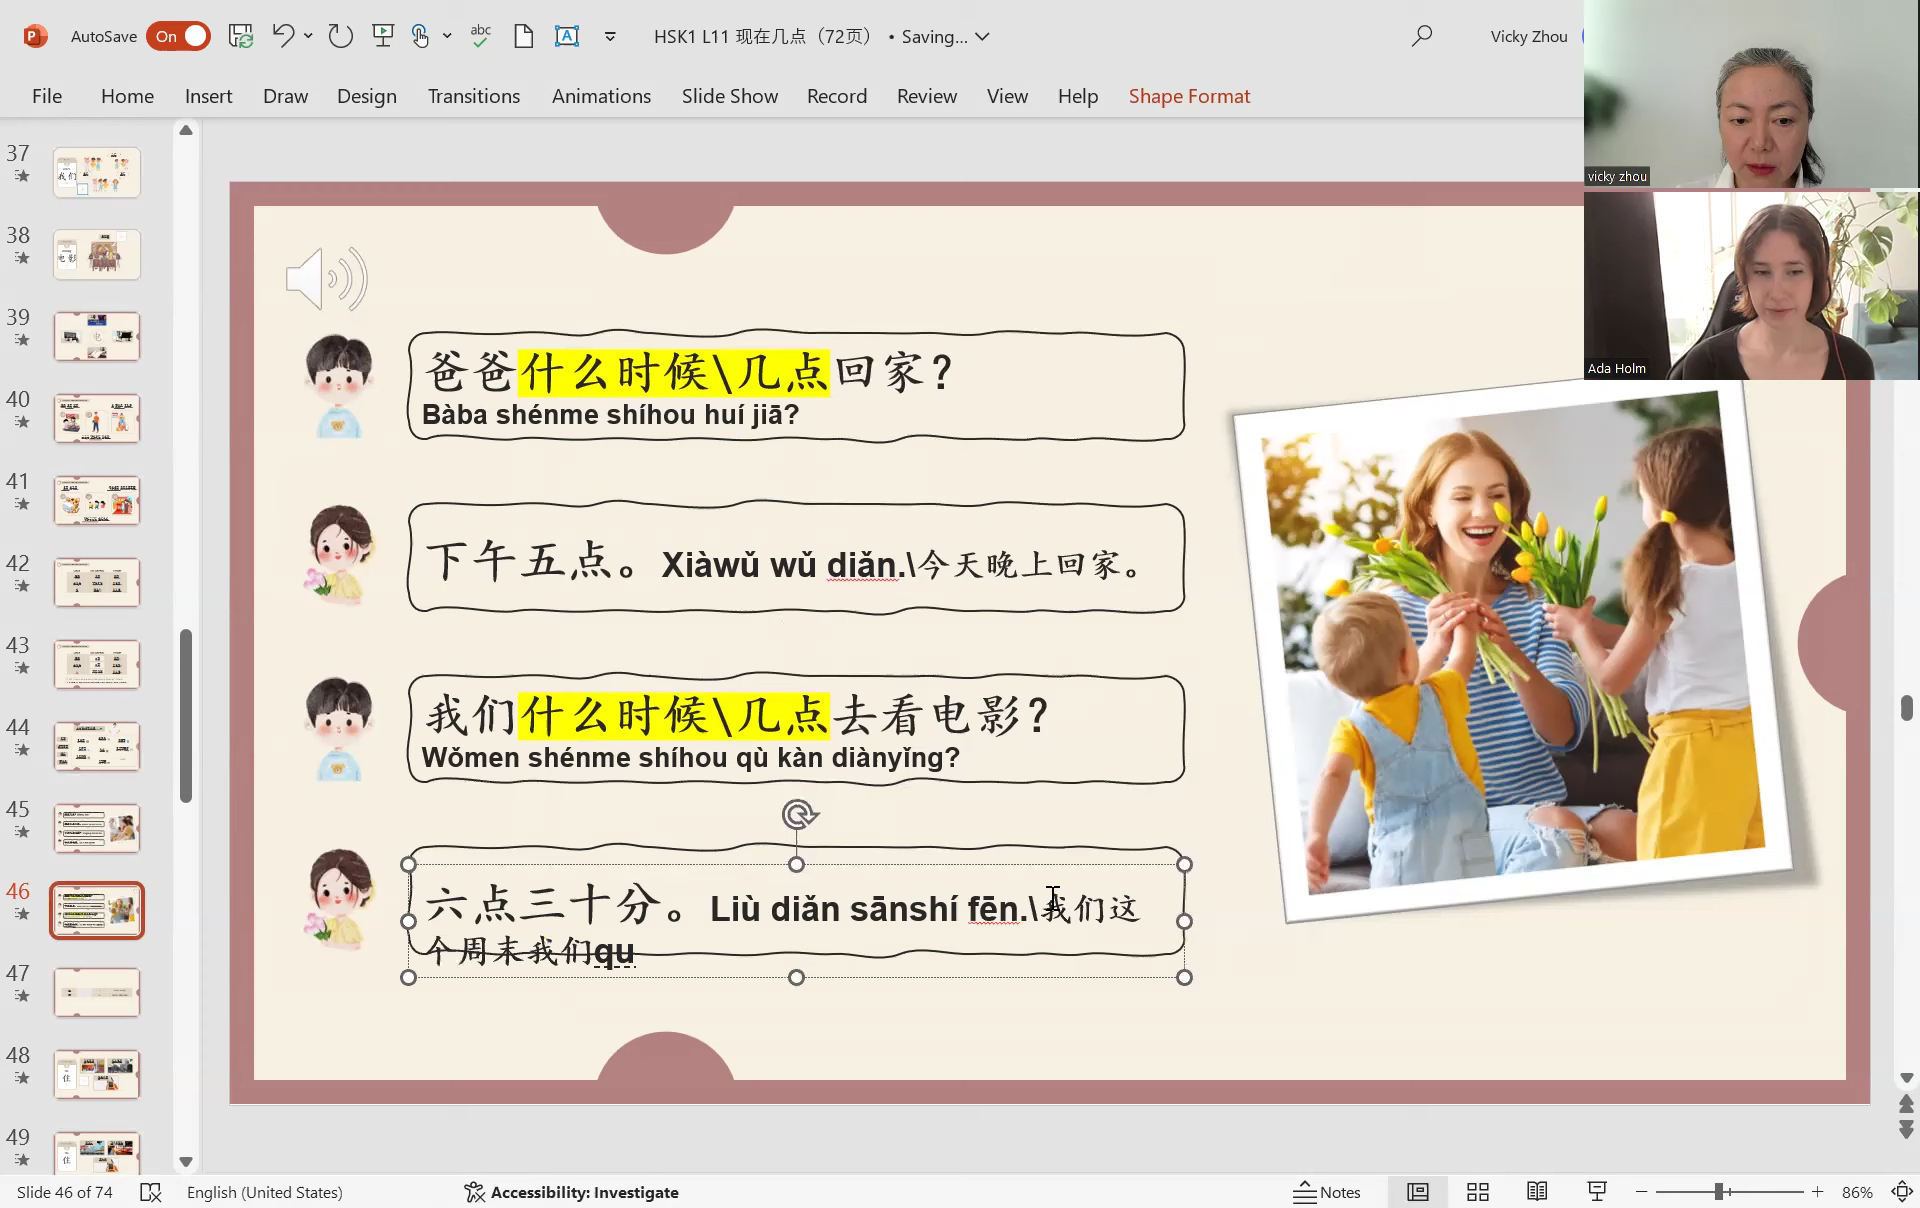 AutoSave
On
abc
HSK1 L11 现在几点（72页） • Saving...
Vicky Zhou
File Home Insert Draw Design Transitions Animations Slide Show Record Review View Help Shape Format
vicky zhou
Ada Holm
37
38
39
40
41
42
43
44
45
46
47
48
49
爸爸什么时候\几点回家？
Bàba shénme shíhou huí jiā?
下午五点。Xiàwǔ wǔ diǎn.\今天晚上回家。
我们什么时候\几点去看电影？
Wǒmen shénme shíhou qù kàn diànyǐng?
六点三十分。Liù diǎn sānshí fēn.\我们这
个周末我们qu
Slide 46 of 74
English (United States)
Accessibility: Investigate
Notes
86%